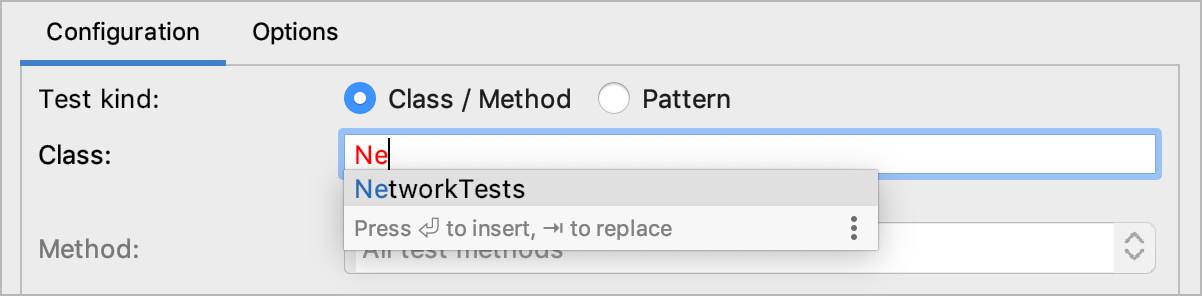 Configuration Options
Test kind: Class / Method Pattern
Class: Ne
NetworkTests
Press ⏎ to insert, ⇥ to replace
Method: All test methods